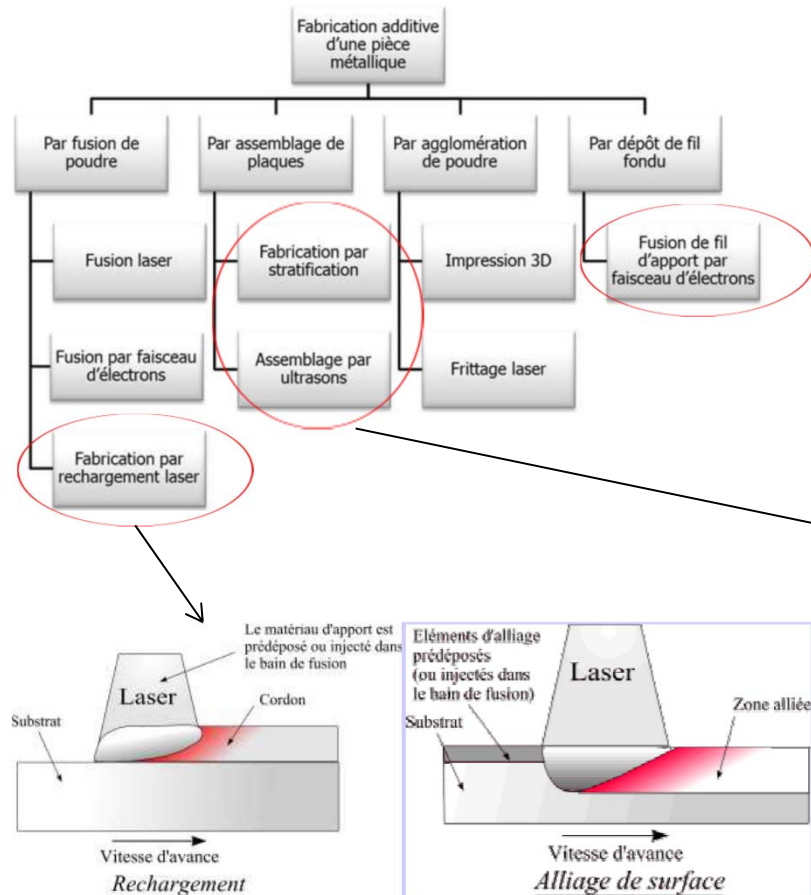 Fabrication additive
d'une pièce
métallique
Par fusion de
poudre
Par assemblage de
plaques
Par agglomération
de poudre
Par dépôt de fil
fondu
Fusion laser
Fabrication par
stratification
Impression 3D
Fusion de fil
d'apport par
faisceau d'électrons
Fusion par faisceau
d'électrons
Assemblage par
ultrasons
Frittage laser
Fabrication par
rechargement laser
Le matériau d'apport est
prédéposé ou injecté dans
le bain de fusion
Laser
Cordon
Substrat
Vitesse d'avance
Rechargement
Eléments d'alliage
prédéposés
(ou injectés dans
le bain de fusion)
Laser
Substrat
Zone alliée
Vitesse d'avance
Alliage de surface